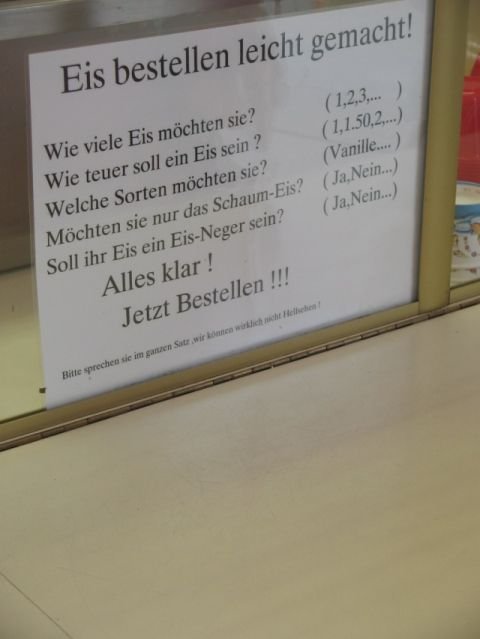 Eis bestellen leicht gemacht!
Wie viele Eis möchten sie? (1,2,3,... )
Wie teuer soll ein Eis sein ? (1,1.50,2,...)
Welche Sorten möchten sie? (Vanille.... )
Möchten sie nur das Schaum-Eis? ( Ja,Nein...)
Soll ihr Eis ein Eis-Neger sein? ( Ja,Nein...)
Alles klar !
Jetzt Bestellen !!!
Bitte sprechen sie im ganzen Satz ,wir können wirklich nicht Hellsehen !